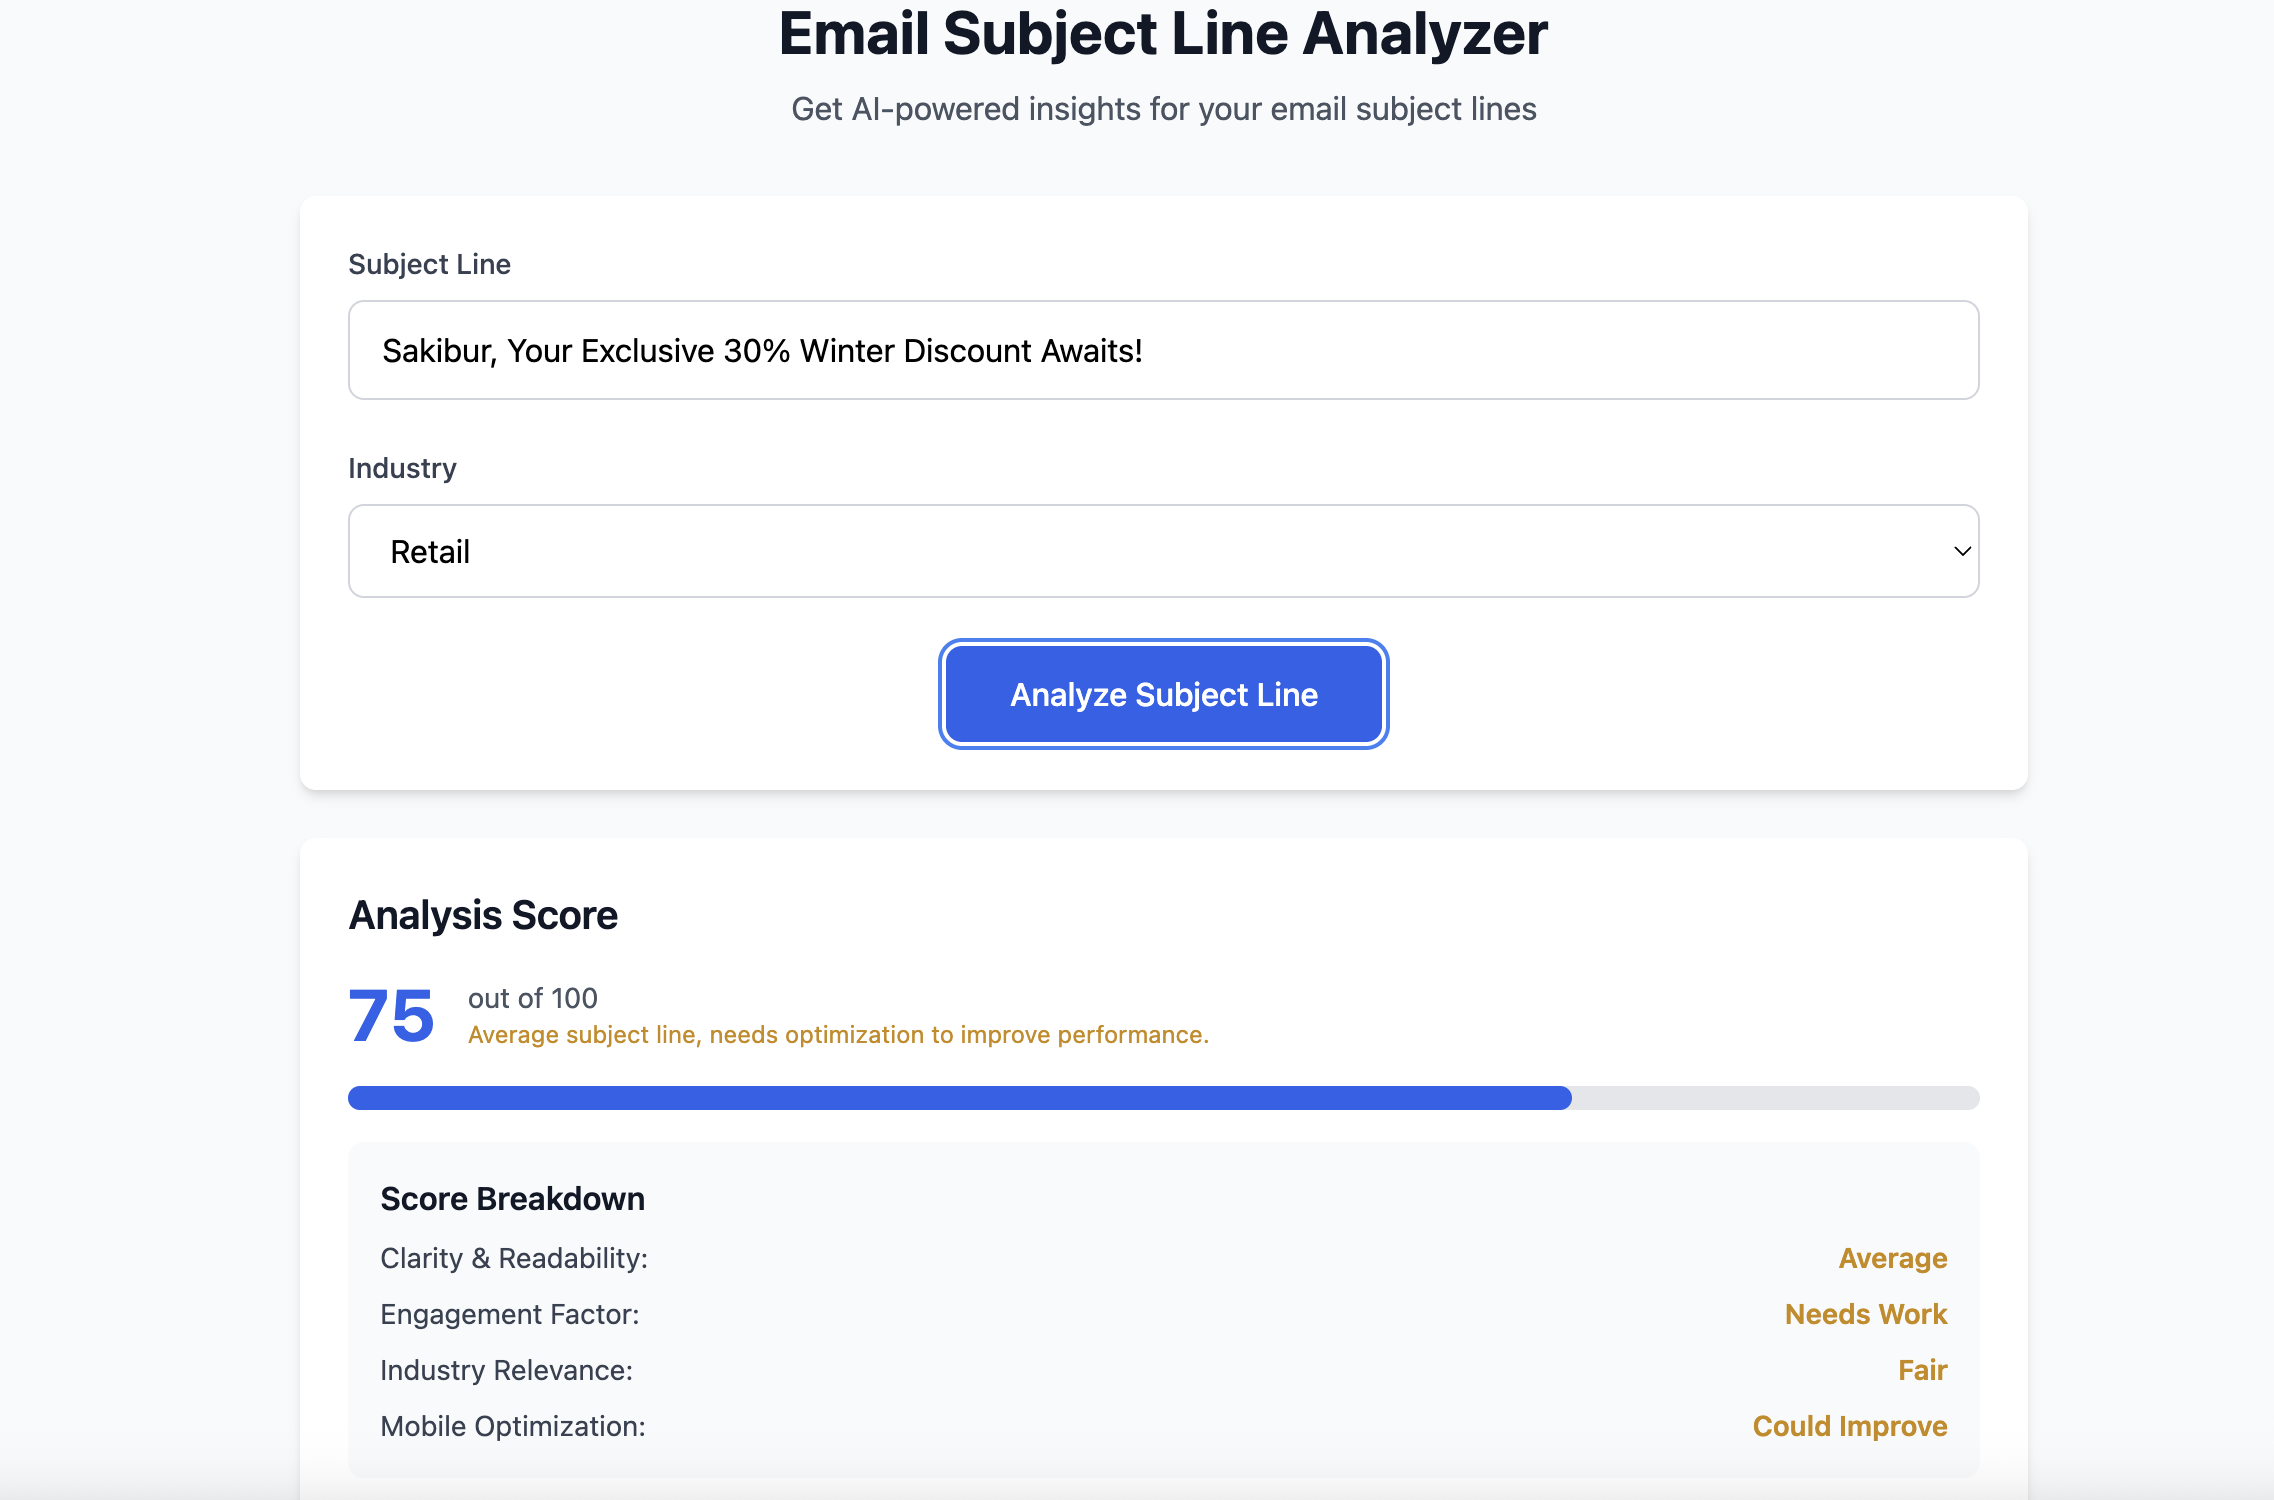 Email Subject Line Analyzer
Get AI-powered insights for your email subject lines
Subject Line
Sakibur, Your Exclusive 30% Winter Discount Awaits!
Industry
Retail
Analyze Subject Line
Analysis Score
75
out of 100
Average subject line, needs optimization to improve performance.
Score Breakdown
Clarity & Readability: Average
Engagement Factor: Needs Work
Industry Relevance: Fair
Mobile Optimization: Could Improve